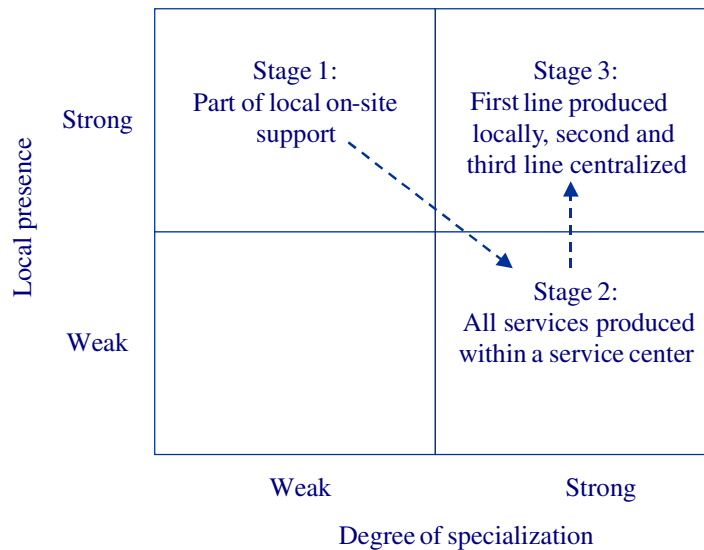 Stage 1:
Part of local on-site
support
Stage 3:
First line produced
locally, second and
third line centralized
Strong
Local presence
Stage 2:
All services produced
within a service center
Weak
Weak
Strong
Degree of specialization